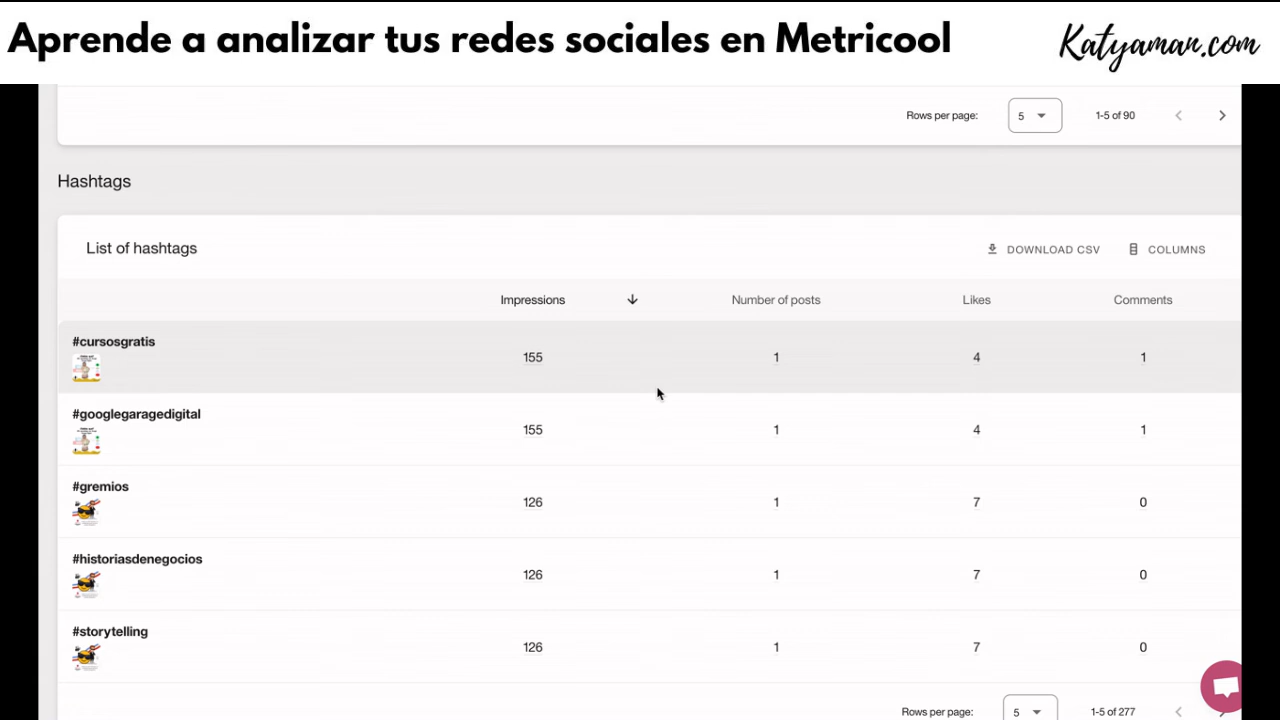 Aprende a analizar tus redes sociales en Metricool
Katyaman.com
Rows per page: 5 1-5 of 90
Hashtags
List of hashtags DOWNLOAD CSV COLUMNS
Impressions Number of posts Likes Comments
#cursosgratis
155 1 4 1
#googlegaragedigital
155 1 4 1
#gremios
126 1 7 0
#historiasdenegocios
126 1 7 0
#storytelling
126 1 7 0
Rows per page: 5 1-5 of 277